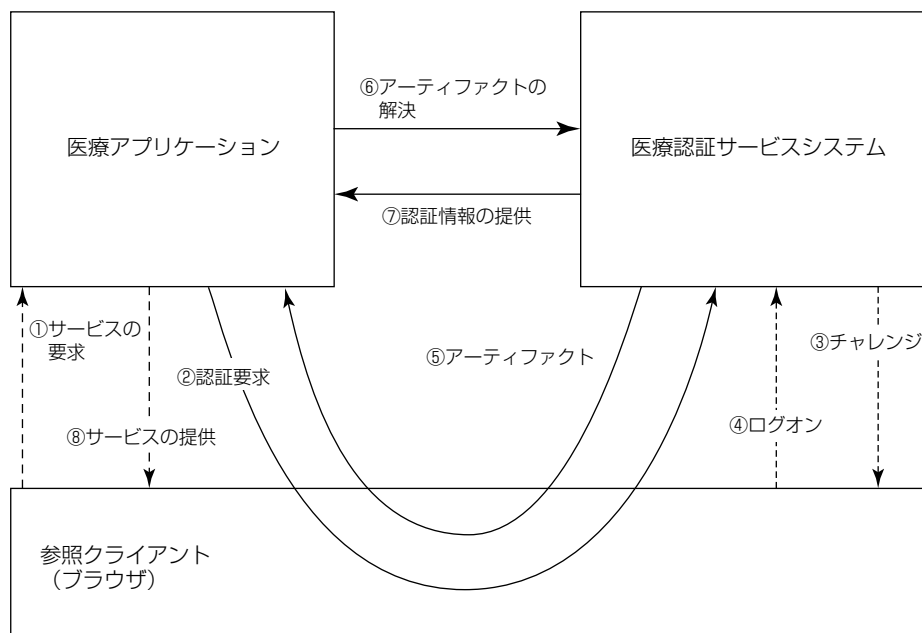 ⑥アーティファクトの
解決
医療アプリケーション
医療認証サービスシステム
⑦認証情報の提供
①サービスの
要求
③チャレンジ
⑤アーティファクト
②認証要求
④ログオン
⑧サービスの提供
参照クライアント
（ブラウザ）